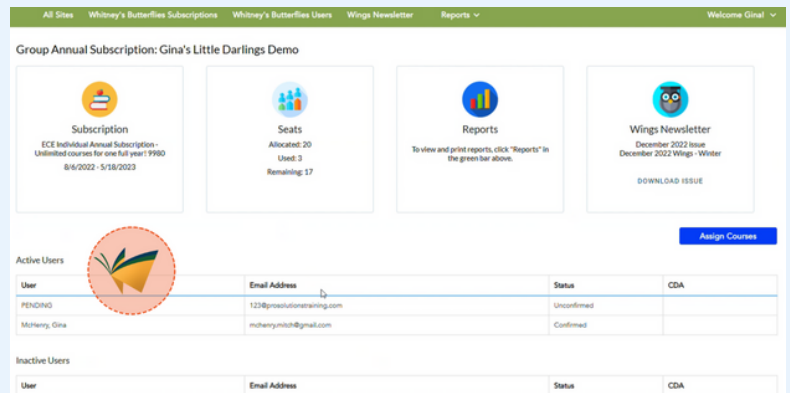 All Sites Whitney's Butterflies Subscriptions Whitney's Butterflies Users Wings Newsletter Reports Welcome Gina!
Group Annual Subscription: Gina's Little Darlings Demo
Subscription
ECE Individual Annual Subscription -
Unlimited courses for one full year! 9980
8/6/2022 - 5/18/2023
Seats
Allocated: 20
Used: 3
Remaining: 17
Reports
To view and print reports, click "Reports" in
the green bar above.
Wings Newsletter
December 2022 Issue
December 2022 Wings - Winter
DOWNLOAD ISSUE
Assign Courses
Active Users
User Email Address Status CDA
PENDING 123@prosolutionstraining.com Unconfirmed
McHenry, Gina mchenry.mitch@gmail.com Confirmed
Inactive Users
User Email Address Status CDA